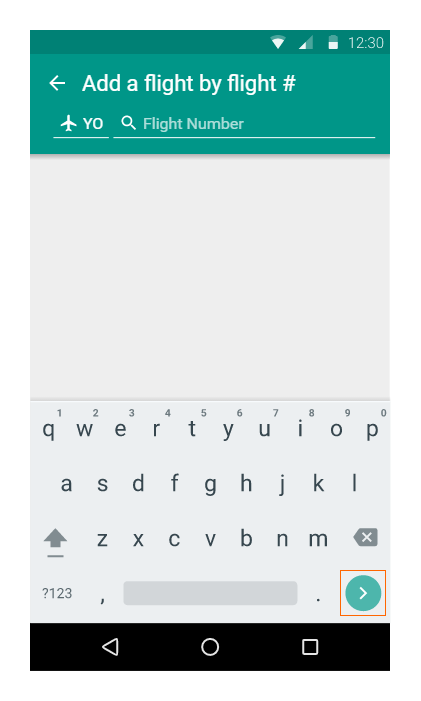 12:30
Add a flight by flight #
YO Flight Number
1 2 3 4 5 6 7 8 9 0
q w e r t y u i o p
a s d f g h j k l
z x c v b n m
?123 , .